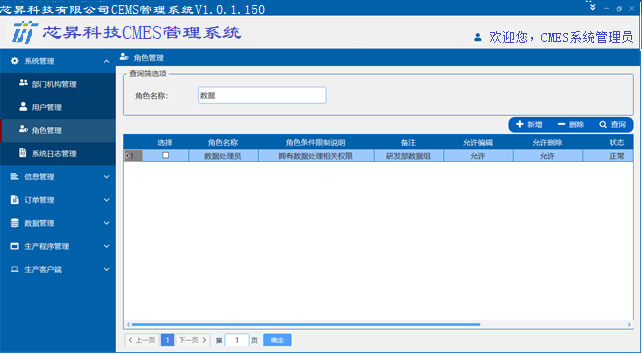 芯昇科技有限公司CEMS管理系统V1.0.1.150
芯昇科技CMES管理系统
欢迎您，CMES系统管理员
系统管理
部门机构管理
用户管理
角色管理
系统日志管理
信息管理
订单管理
数据管理
生产程序管理
生产客户端
角色管理
查询筛选项
角色名称： 数据
新增 删除 查询
选择 角色名称 角色条件限制说明 备注 允许编辑 允许删除 状态
1 数据处理员 拥有数据处理相关权限 研发部数据组 允许 允许 正常
上一页 1 下一页 第 1 页 确定